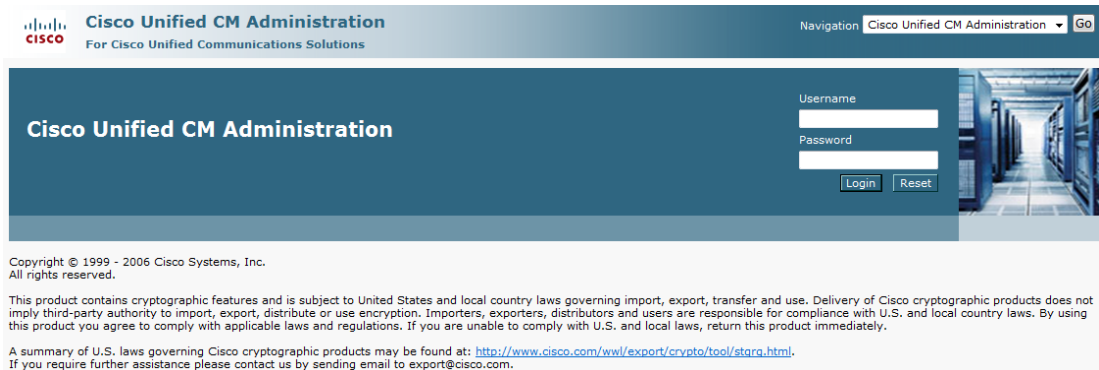 CISCO
Cisco Unified CM Administration
For Cisco Unified Communications Solutions
Navigation Cisco Unified CM Administration Go
Cisco Unified CM Administration
Username
Password
Login Reset
Copyright © 1999 - 2006 Cisco Systems, Inc.
All rights reserved.
This product contains cryptographic features and is subject to United States and local country laws governing import, export, transfer and use. Delivery of Cisco cryptographic products does not
imply third-party authority to import, export, distribute or use encryption. Importers, exporters, distributors and users are responsible for compliance with U.S. and local country laws. By using
this product you agree to comply with applicable laws and regulations. If you are unable to comply with U.S. and local laws, return this product immediately.
A summary of U.S. laws governing Cisco cryptographic products may be found at: http://www.cisco.com/wwl/export/crypto/tool/stqrg.html.
If you require further assistance please contact us by sending email to export@cisco.com.